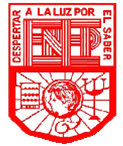 DESPERTAR A LA LUZ POR EL SABER
ENP